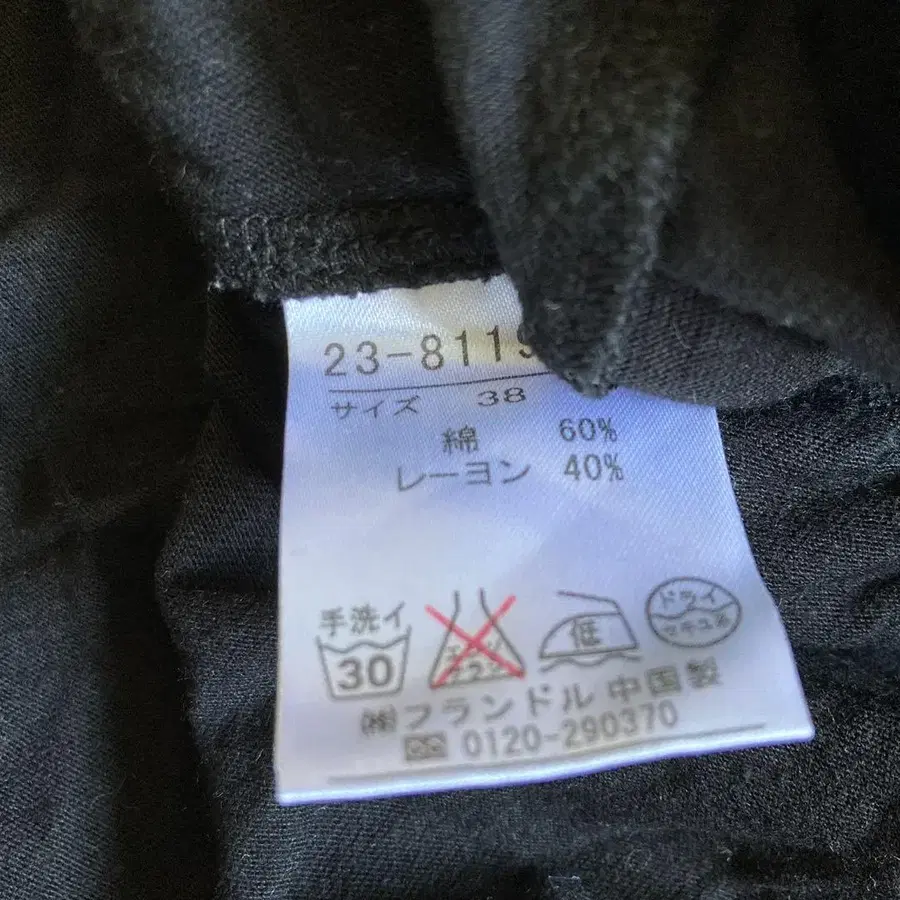 23-8119
サイズ 38
綿 60%
レーヨン 40%
手洗イ
30
低
ドライ
㈱フランドル 中国製
0120-290370